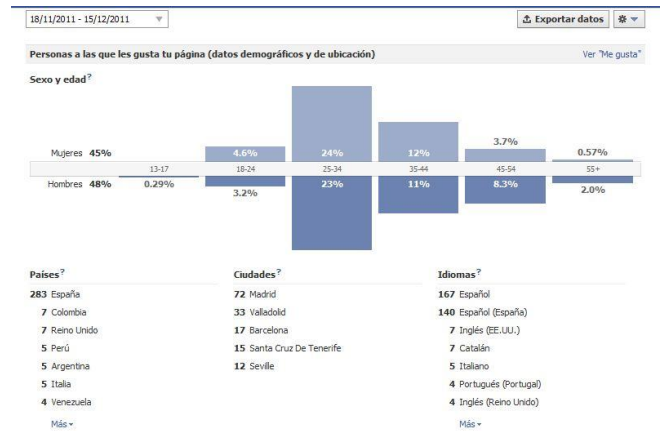 18/11/2011 - 15/12/2011
Exportar datos
Personas a las que les gusta tu página (datos demográficos y de ubicación) Ver "Me gusta"
Sexo y edad?
Mujeres 45% 4.6% 24% 12% 3.7% 0.57%
13-17 18-24 25-34 35-44 45-54 55+
Hombres 48% 0.29% 3.2% 23% 11% 8.3% 2.0%
Países? Ciudades? Idiomas?
283 España 72 Madrid 167 Español
7 Colombia 33 Valladolid 140 Español (España)
7 Reino Unido 17 Barcelona 7 Inglés (EE.UU.)
5 Perú 15 Santa Cruz De Tenerife 7 Catalán
5 Argentina 12 Seville 5 Italiano
5 Italia 4 Portugués (Portugal)
4 Venezuela 4 Inglés (Reino Unido)
Más Más